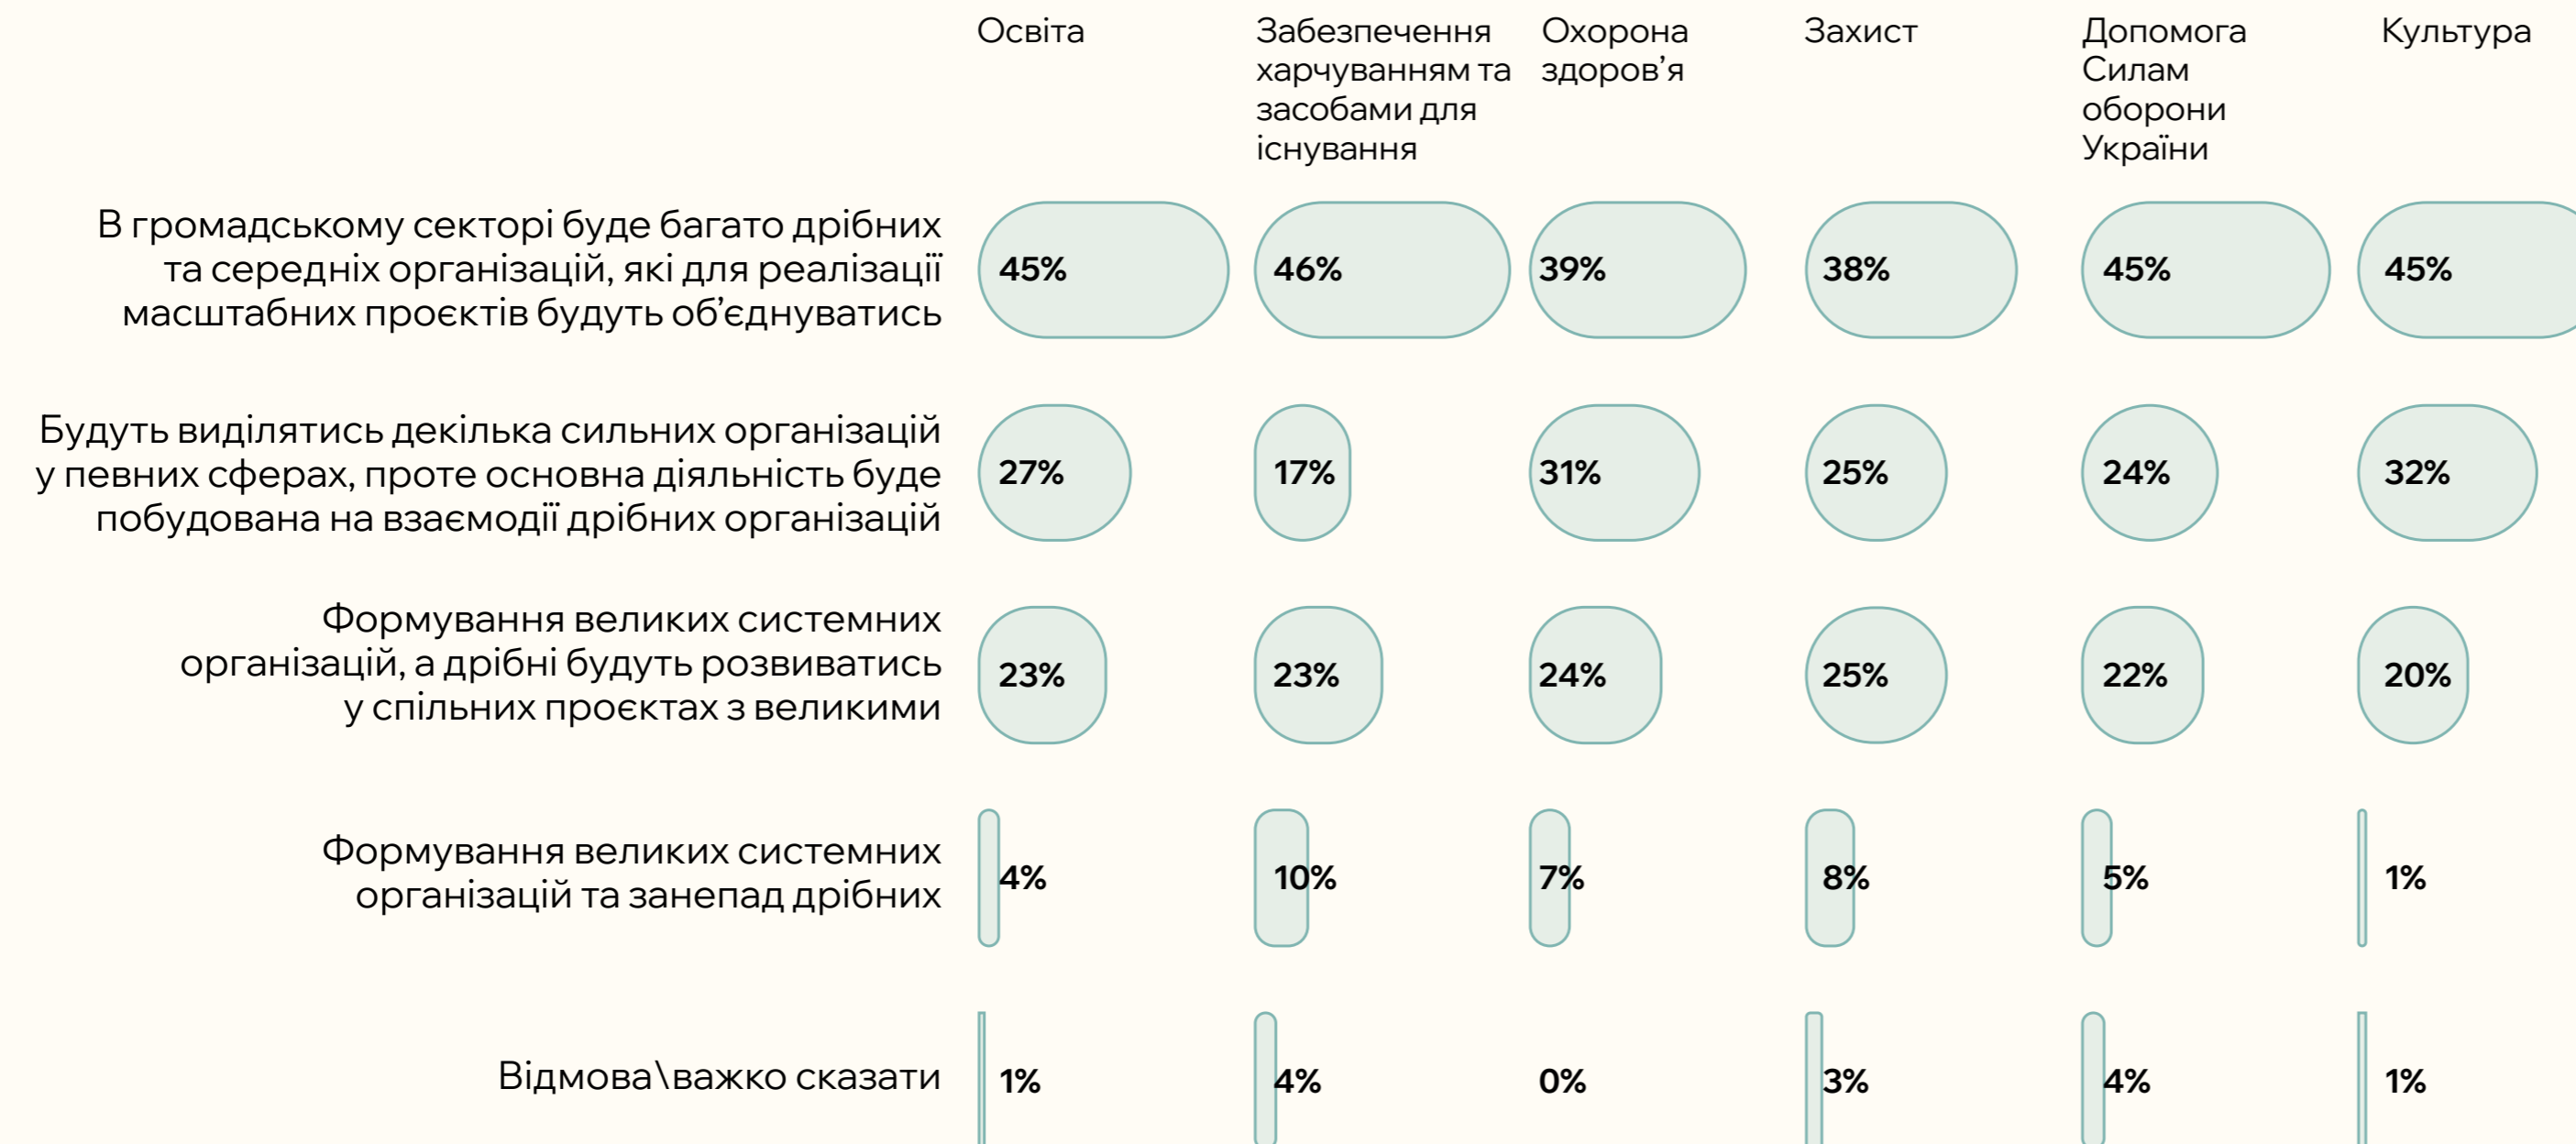 Освіта
Забезпечення
харчуванням та
засобами для
існування
Охорона
здоров’я
Захист
Допомога
Силам
оборони
України
Культура
В громадському секторі буде багато дрібних
та середніх організацій, які для реалізації
масштабних проєктів будуть об’єднуватись
45% 46% 39% 38% 45% 45%
Будуть виділятись декілька сильних організацій
у певних сферах, проте основна діяльність буде
побудована на взаємодії дрібних організацій
27% 17% 31% 25% 24% 32%
Формування великих системних
організацій, а дрібні будуть розвиватись
у спільних проєктах з великими
23% 23% 24% 25% 22% 20%
Формування великих системних
організацій та занепад дрібних
4% 10% 7% 8% 5% 1%
Відмова\важко сказати
1% 4% 0% 3% 4% 1%